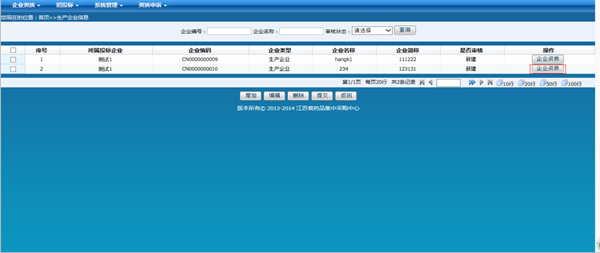 企业资质 招投标 系统管理 资质申诉
您现在的位置：首页>>生产企业信息
企业编号： 企业名称： 审核状态： 请选择 查询
序号 所属投标企业 企业编码 企业类型 企业名称 企业简称 是否审核 操作
1 测试1 CN0000000009 生产企业 hangk1 111222 新建 企业资质
2 测试1 CN0000000010 生产企业 234 123131 新建 企业资质
第1/1页 每页20行 共2条记录 10行 20行 50行 100行
增加 编辑 删除 提交 返回
版本所有© 2013-2014 江苏省药品集中采购中心